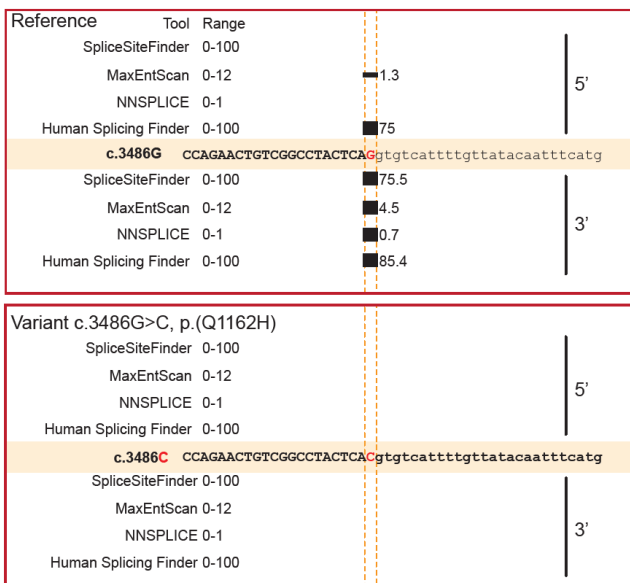 Reference Tool Range
SpliceSiteFinder 0-100
MaxEntScan 0-12 1.3
NNSPLICE 0-1
Human Splicing Finder 0-100 75
5’
c.3486G CCAGAACTGTCGGCCTACTCAGgtgtcattttgttatacaatttcatg
SpliceSiteFinder 0-100 75.5
MaxEntScan 0-12 4.5
NNSPLICE 0-1 0.7
Human Splicing Finder 0-100 85.4
3’
Variant c.3486G>C, p.(Q1162H)
SpliceSiteFinder 0-100
MaxEntScan 0-12
NNSPLICE 0-1
Human Splicing Finder 0-100
5’
c.3486C CCAGAACTGTCGGCCTACTCACgtgtcattttgttatacaatttcatg
SpliceSiteFinder 0-100
MaxEntScan 0-12
NNSPLICE 0-1
Human Splicing Finder 0-100
3’